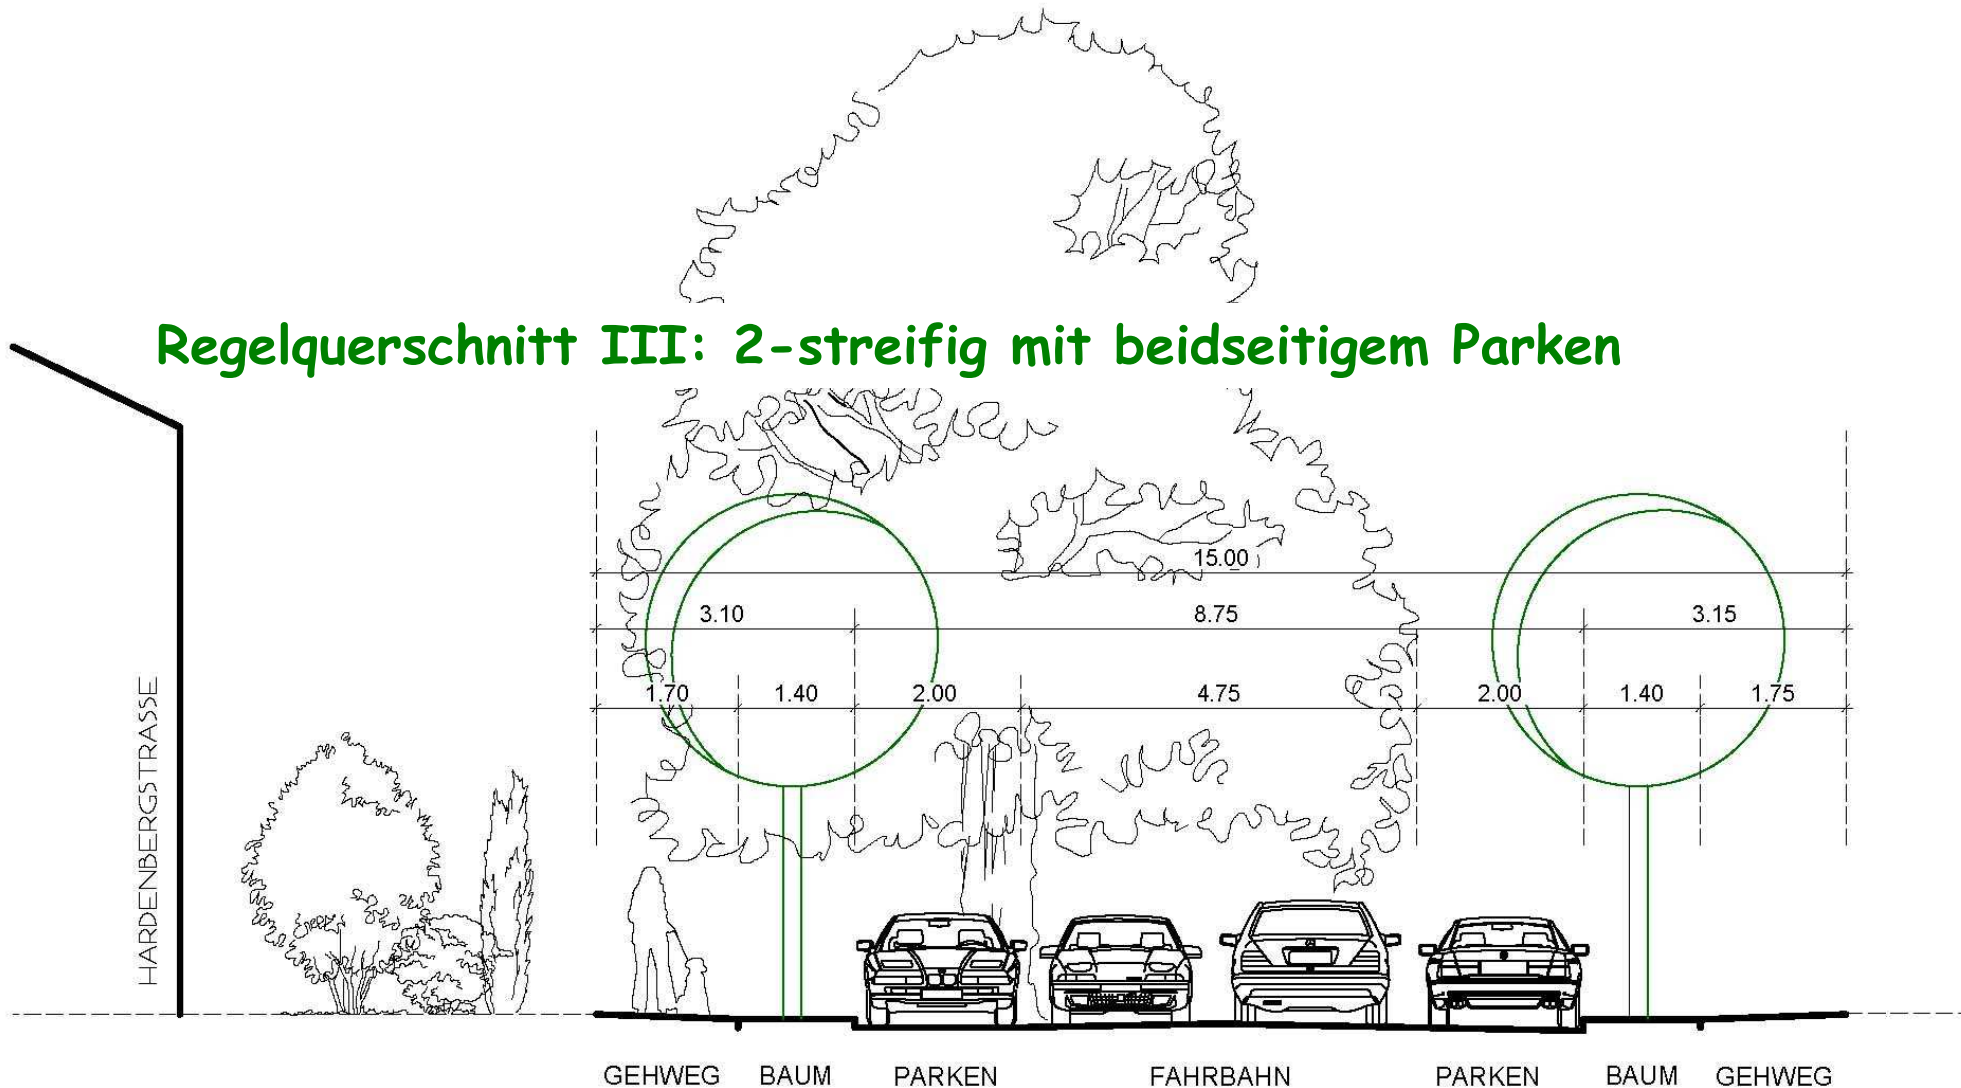 Regelquerschnitt III: 2-streifig mit beidseitigem Parken
15.00
3.10 8.75 3.15
1.70 1.40 2.00 4.75 2.00 1.40 1.75
HARDENBERGSTRASSE
GEHWEG BAUM PARKEN FAHRBAHN PARKEN BAUM GEHWEG